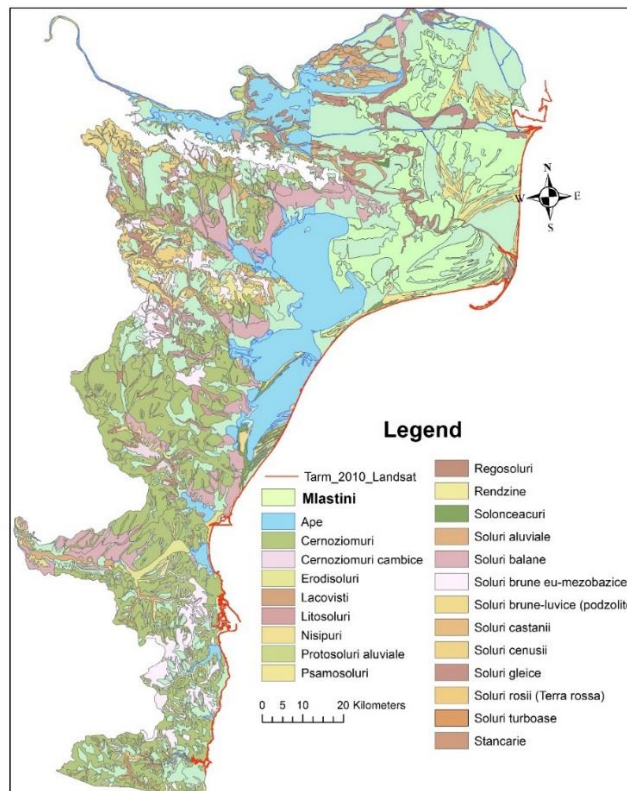 N
W E
S
Legend
Tarm_2010_Landsat
Mlastini
Ape
Cernoziomuri
Cernoziomuri cambice
Erodisoluri
Lacovisti
Litosoluri
Nisipuri
Protosoluri aluviale
Psamosoluri
0 5 10 20 Kilometers
Regosoluri
Rendzine
Solonceacuri
Soluri aluviale
Soluri balane
Soluri brune eu-mezobazice
Soluri brune-luvice (podzolite
Soluri castanii
Soluri cenusii
Soluri gleice
Soluri rosii (Terra rossa)
Soluri turboase
Stancarie